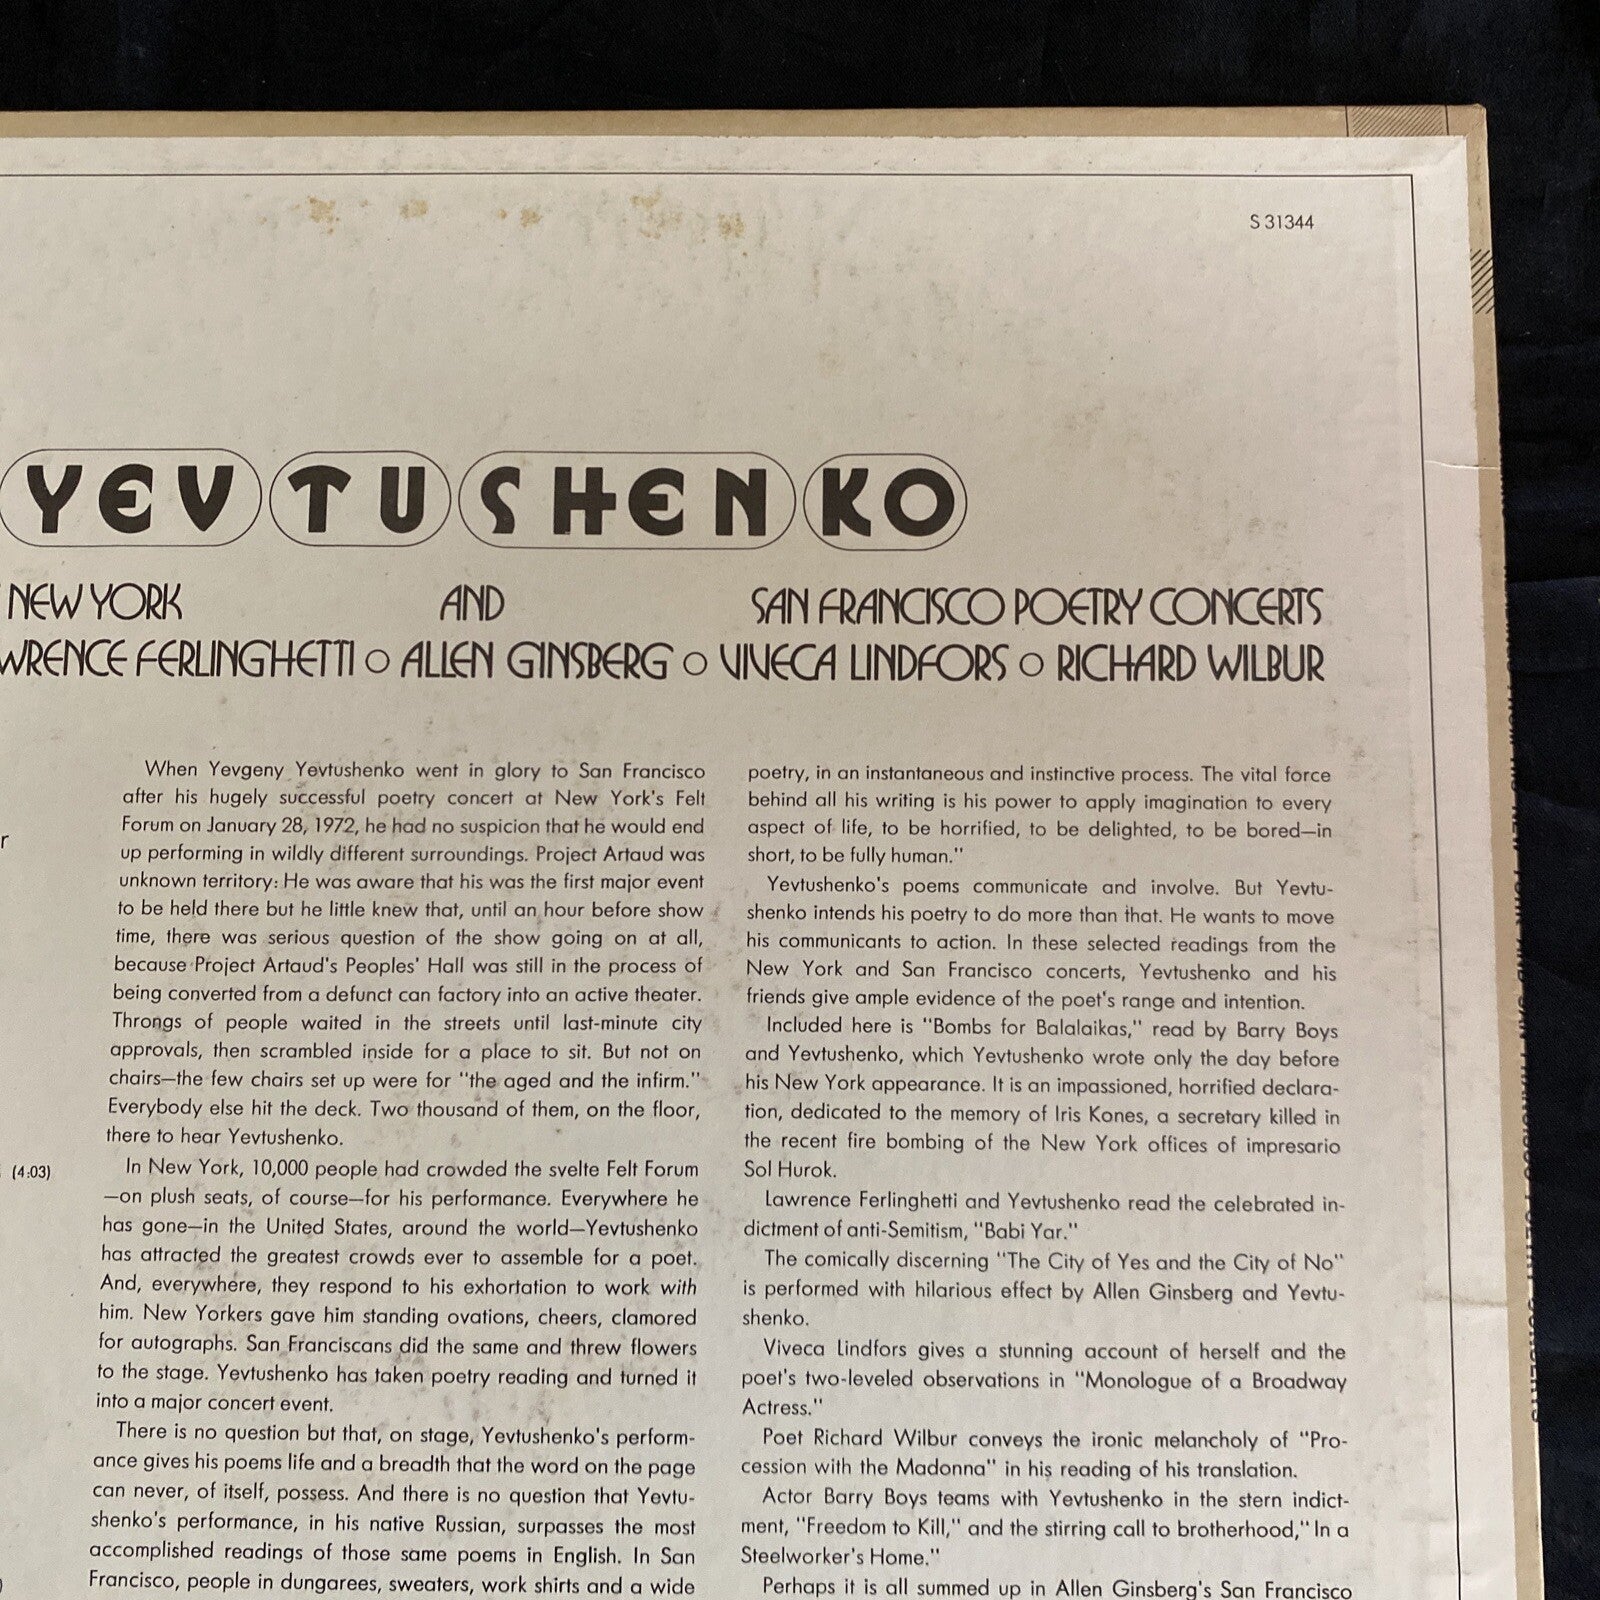 S 31344
YEVTUSHENKO
NEW YORK AND SAN FRANCISCO POETRY CONCERTS
WRENCE FERLINGHETTI o ALLEN GINSBERG o VIVECA LINDFORS o RICHARD WILBUR
r
(4:03)
)
When Yevgeny Yevtushenko went in glory to San Francisco
after his hugely successful poetry concert at New York's Felt
Forum on January 28, 1972, he had no suspicion that he would end
up performing in wildly different surroundings. Project Artaud was
unknown territory: He was aware that his was the first major event
to be held there but he little knew that, until an hour before show
time, there was serious question of the show going on at all,
because Project Artaud's Peoples' Hall was still in the process of
being converted from a defunct can factory into an active theater.
Throngs of people waited in the streets until last-minute city
approvals, then scrambled inside for a place to sit. But not on
chairs—the few chairs set up were for "the aged and the infirm."
Everybody else hit the deck. Two thousand of them, on the floor,
there to hear Yevtushenko.
In New York, 10,000 people had crowded the svelte Felt Forum
—on plush seats, of course—for his performance. Everywhere he
has gone—in the United States, around the world—Yevtushenko
has attracted the greatest crowds ever to assemble for a poet.
And, everywhere, they respond to his exhortation to work with
him. New Yorkers gave him standing ovations, cheers, clamored
for autographs. San Franciscans did the same and threw flowers
to the stage. Yevtushenko has taken poetry reading and turned it
into a major concert event.
There is no question but that, on stage, Yevtushenko's perform-
ance gives his poems life and a breadth that the word on the page
can never, of itself, possess. And there is no question that Yevtu-
shenko's performance, in his native Russian, surpasses the most
accomplished readings of those same poems in English. In San
Francisco, people in dungarees, sweaters, work shirts and a wide
poetry, in an instantaneous and instinctive process. The vital force
behind all his writing is his power to apply imagination to every
aspect of life, to be horrified, to be delighted, to be bored—in
short, to be fully human."
Yevtushenko's poems communicate and involve. But Yevtu-
shenko intends his poetry to do more than that. He wants to move
his communicants to action. In these selected readings from the
New York and San Francisco concerts, Yevtushenko and his
friends give ample evidence of the poet's range and intention.
Included here is "Bombs for Balalaikas," read by Barry Boys
and Yevtushenko, which Yevtushenko wrote only the day before
his New York appearance. It is an impassioned, horrified declara-
tion, dedicated to the memory of Iris Kones, a secretary killed in
the recent fire bombing of the New York offices of impresario
Sol Hurok.
Lawrence Ferlinghetti and Yevtushenko read the celebrated in-
dictment of anti-Semitism, "Babi Yar."
The comically discerning "The City of Yes and the City of No"
is performed with hilarious effect by Allen Ginsberg and Yevtu-
shenko.
Viveca Lindfors gives a stunning account of herself and the
poet's two-leveled observations in "Monologue of a Broadway
Actress."
Poet Richard Wilbur conveys the ironic melancholy of "Pro-
cession with the Madonna" in his reading of his translation.
Actor Barry Boys teams with Yevtushenko in the stern indict-
ment, "Freedom to Kill," and the stirring call to brotherhood," In a
Steelworker's Home."
Perhaps it is all summed up in Allen Ginsberg's San Francisco